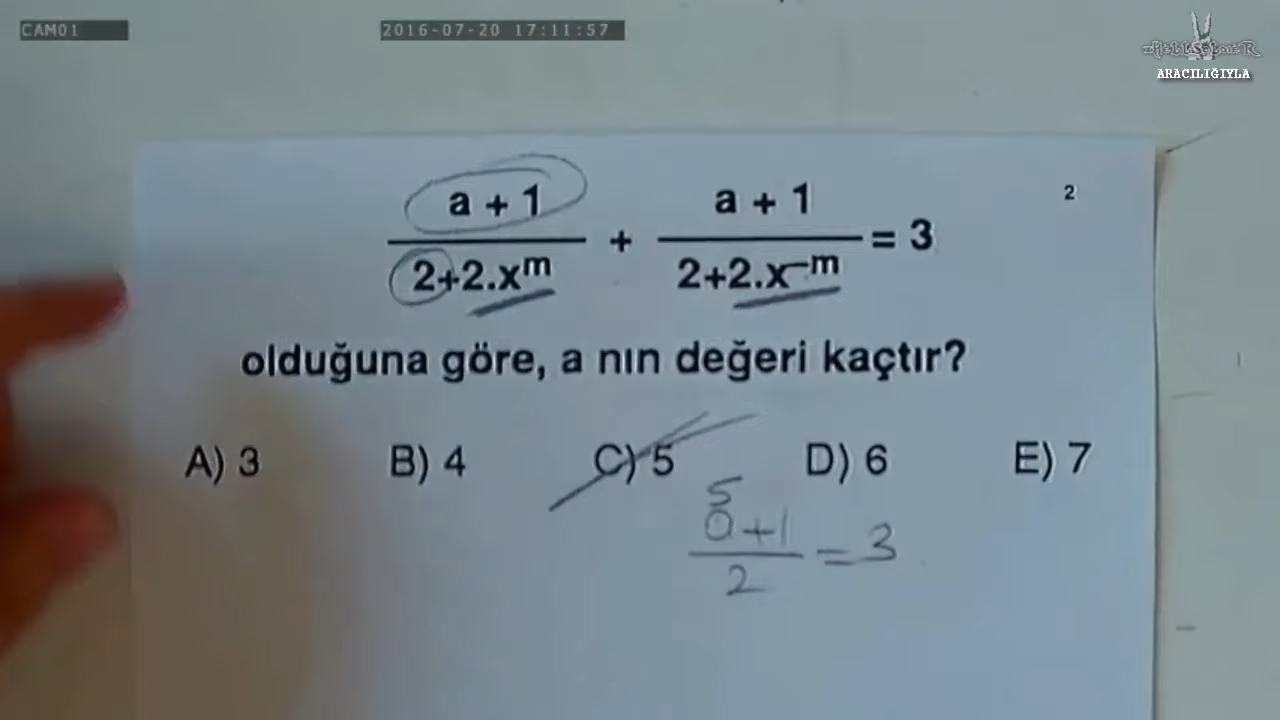 CAM01
2016-07-20 17:11:57
ARACILIĞIYLA
2
a + 1 a + 1
+ = 3
2+2.xᵐ 2+2.x⁻ᵐ
olduğuna göre, a nın değeri kaçtır?
A) 3 B) 4 C) 5 D) 6 E) 7
5
a+1
= 3
2